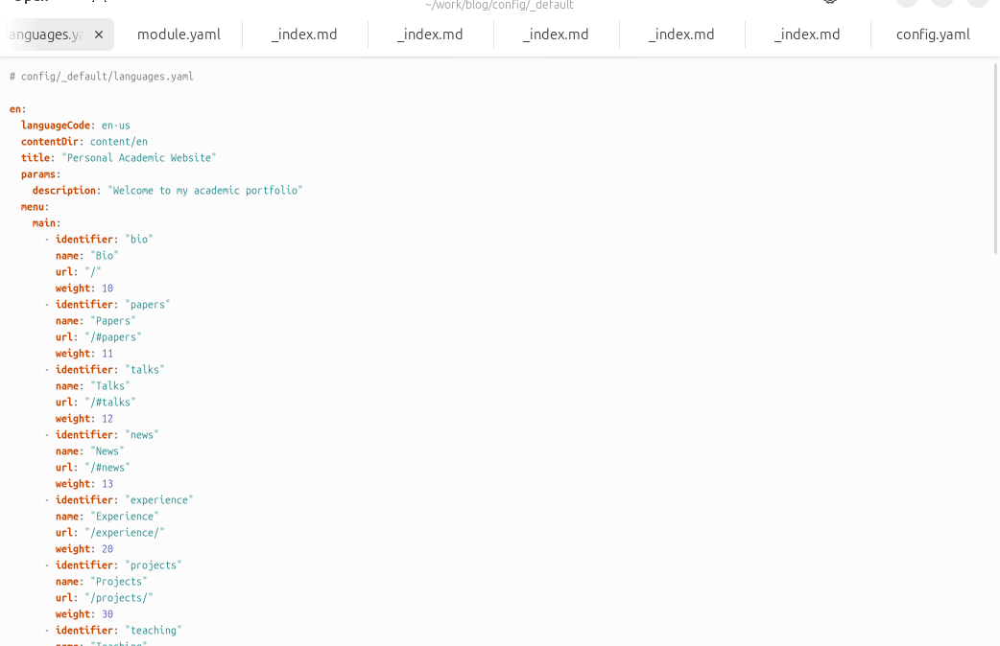 ~/work/blog/config/_default
module.yaml
_index.md
_index.md
_index.md
_index.md
_index.md
config.yaml
# config/_default/languages.yaml
en:
  languageCode: en-us
  contentDir: content/en
  title: "Personal Academic Website"
  params:
    description: "Welcome to my academic portfolio"
  menu:
    main:
      - identifier: "bio"
        name: "Bio"
        url: "/"
        weight: 10
      - identifier: "papers"
        name: "Papers"
        url: "/#papers"
        weight: 11
      - identifier: "talks"
        name: "Talks"
        url: "/#talks"
        weight: 12
      - identifier: "news"
        name: "News"
        url: "/#news"
        weight: 13
      - identifier: "experience"
        name: "Experience"
        url: "/experience/"
        weight: 20
      - identifier: "projects"
        name: "Projects"
        url: "/projects/"
        weight: 30
      - identifier: "teaching"